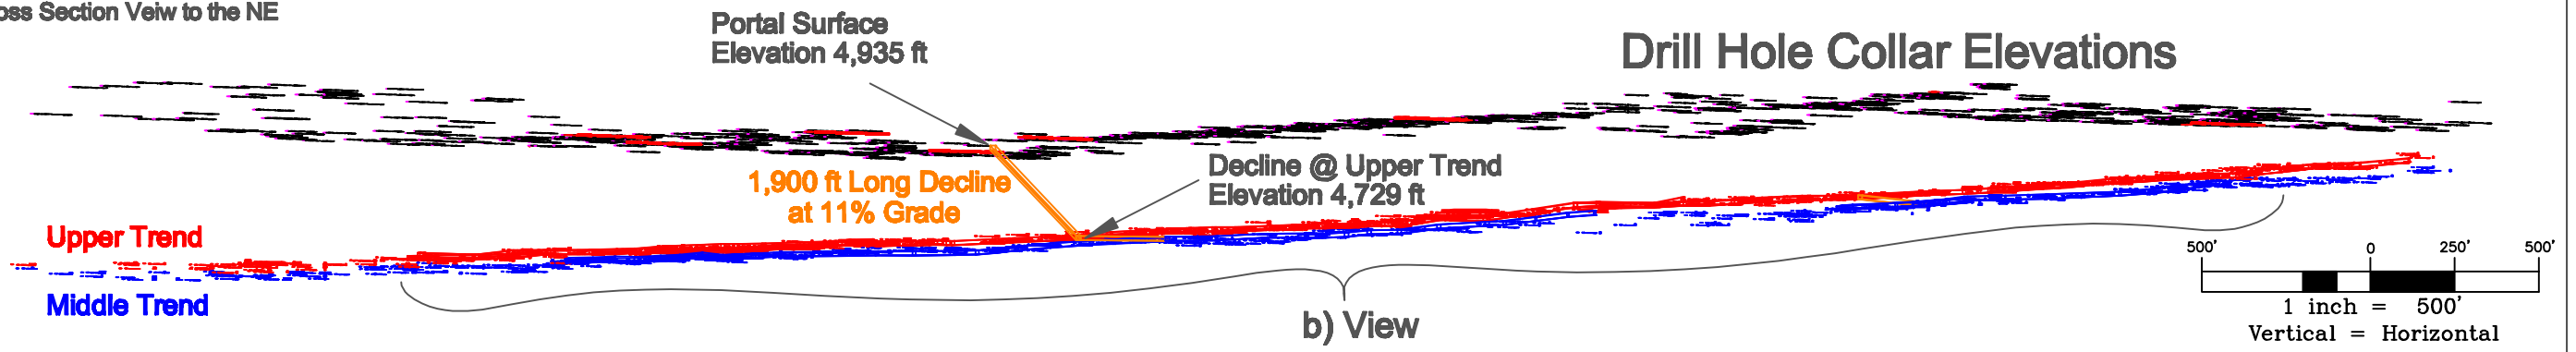 oss Section Veiw to the NE
Portal Surface
Elevation 4,935 ft
Drill Hole Collar Elevations
Decline @ Upper Trend
Elevation 4,729 ft
1,900 ft Long Decline
at 11% Grade
Upper Trend
Middle Trend
b) View
500' 0 250' 500'
1 inch = 500'
Vertical = Horizontal